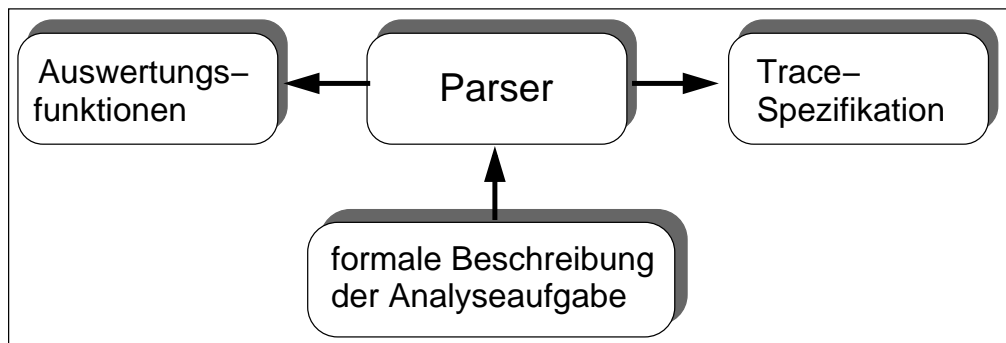 Auswertungs–
funktionen
Parser
Trace–
Spezifikation
formale Beschreibung
der Analyseaufgabe